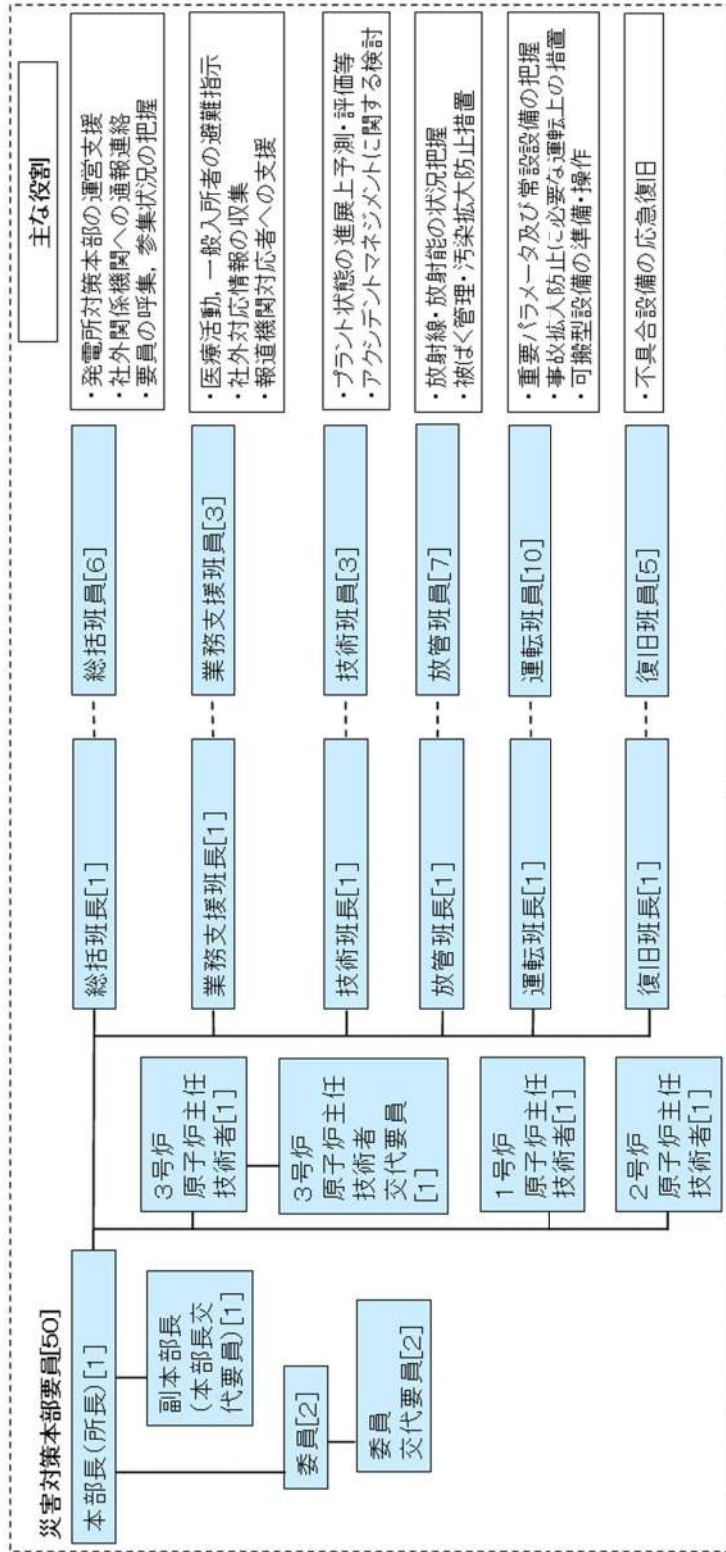 災害対策本部要員[50]
本部長(所長)[1]
副本部長
(本部長交
代要員)[1]
委員[2]
委員
交代要員[2]
3号炉
原子炉主任
技術者[1]
3号炉
原子炉主任
技術者
交代要員
[1]
1号炉
原子炉主任
技術者[1]
2号炉
原子炉主任
技術者[1]
主な役割
総括班長[1]
総括班員[6]
・発電所対策本部の運営支援
・社外関係機関への通報連絡
・要員の呼集，参集状況の把握
業務支援班長[1]
業務支援班員[3]
・医療活動，一般入所者の避難指示
・社外対応情報の収集
・報道機関対応者への支援
技術班長[1]
技術班員[3]
・プラント状態の進展上予測・評価等
・アクシデントマネジメントに関する検討
放管班長[1]
放管班員[7]
・放射線・放射能の状況把握
・被ばく管理・汚染拡大防止措置
運転班長[1]
運転班員[10]
・重要パラメータ及び常設設備の把握
・事故拡大防止に必要な運転上の措置
・可搬型設備の準備・操作
復旧班長[1]
復旧班員[5]
・不具合設備の応急復旧